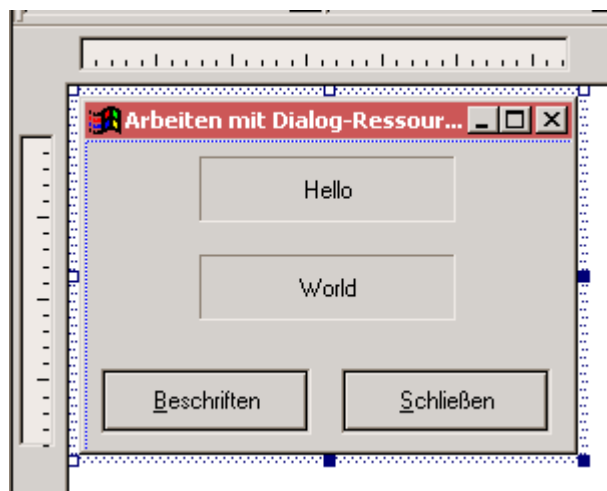 Arbeiten mit Dialog-Ressour...
Hello
World
Beschriften
Schließen